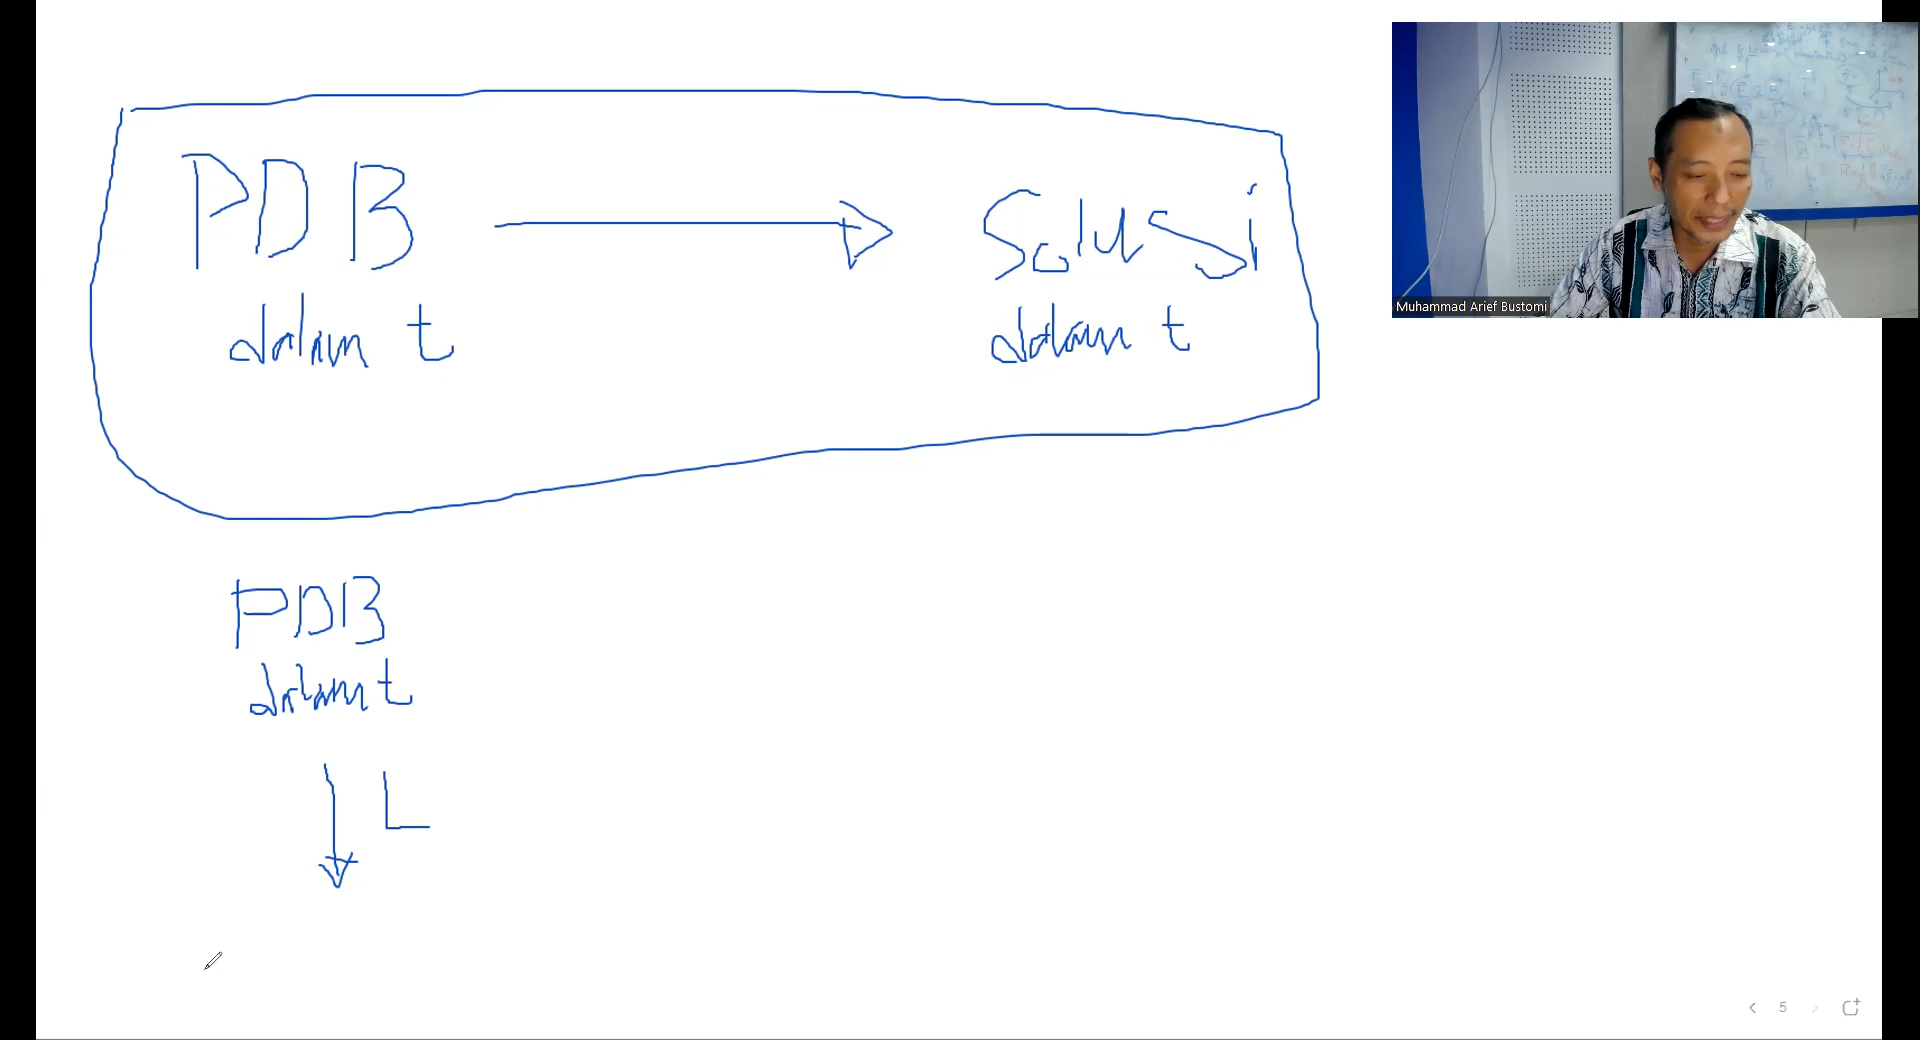 PDB Solusi
dalam t dalam t
PDB
dalam t
L
Muhammad Arief Bustomi
5